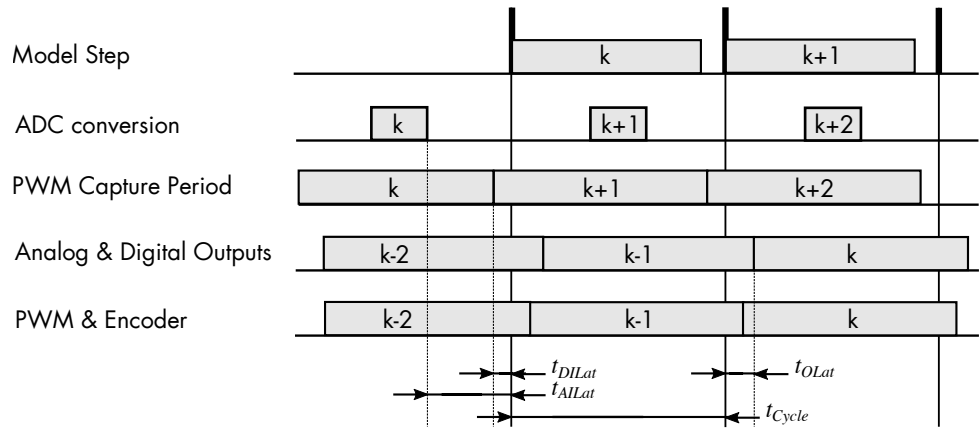 Model Step k k+1
ADC conversion k k+1 k+2
PWM Capture Period k k+1 k+2
Analog & Digital Outputs k-2 k-1 k
PWM & Encoder k-2 k-1 k
tDILat tOLat
tAILat
tCycle